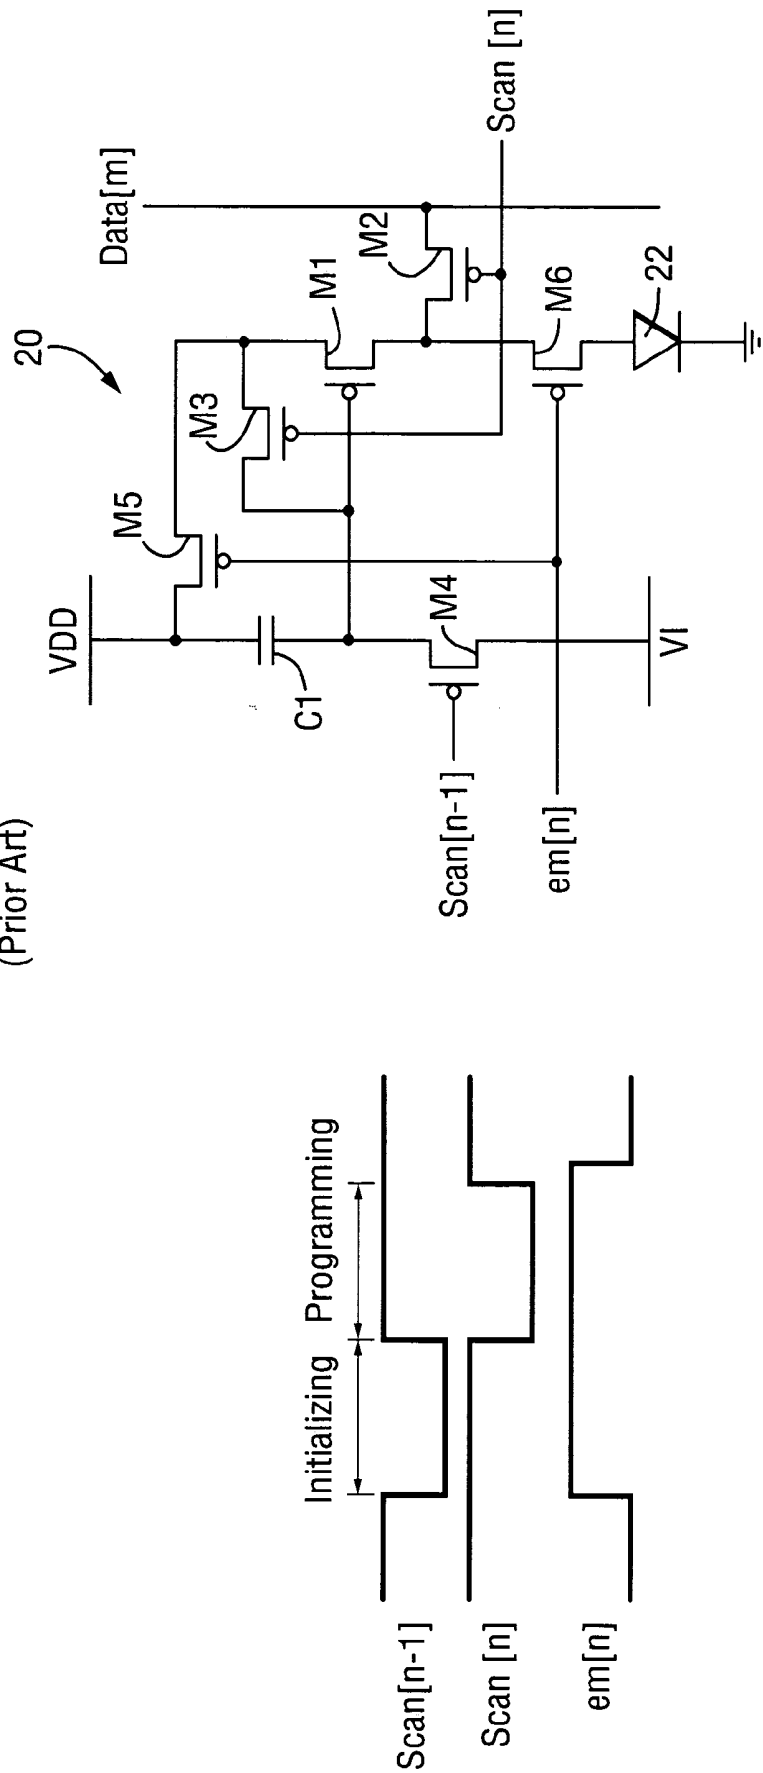 (Prior Art)
20
Data[m]
Scan [n]
VDD
M5
M3
M1
M2
C1
M4
M6
22
Scan[n-1]
em[n]
VI
Initializing
Programming
Scan[n-1]
Scan [n]
em[n]